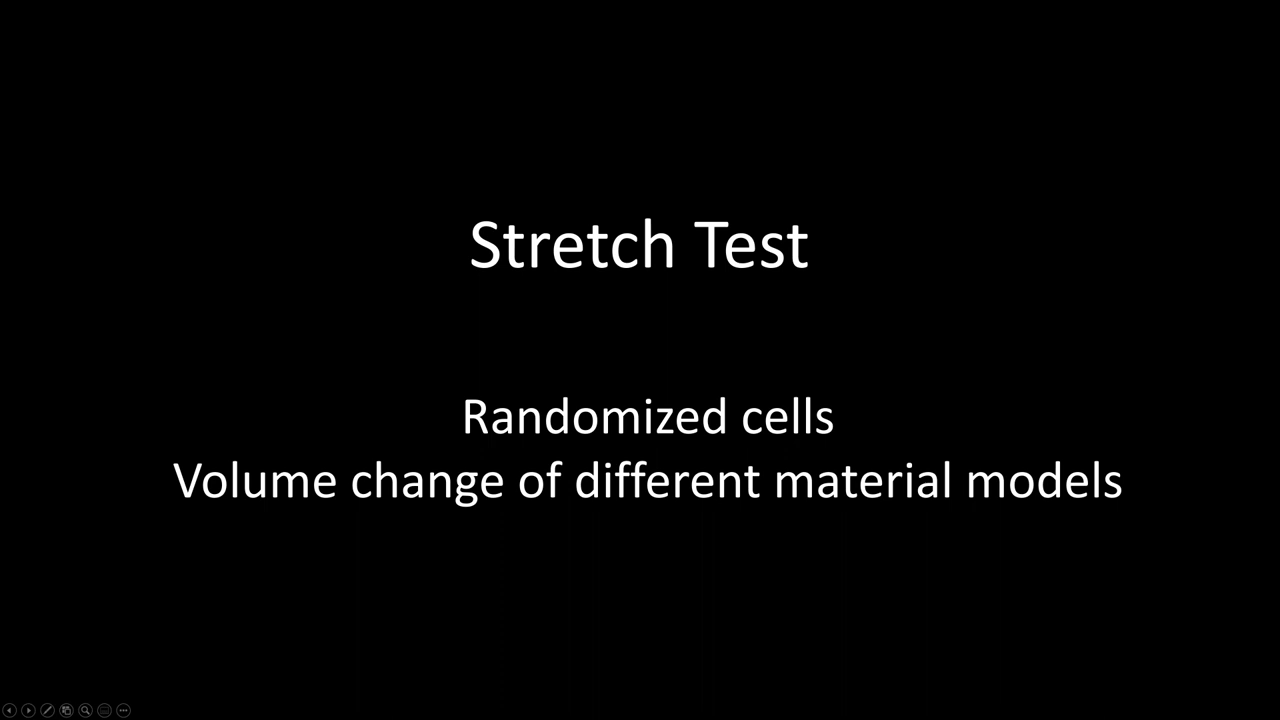 Stretch Test
Randomized cells
Volume change of different material models